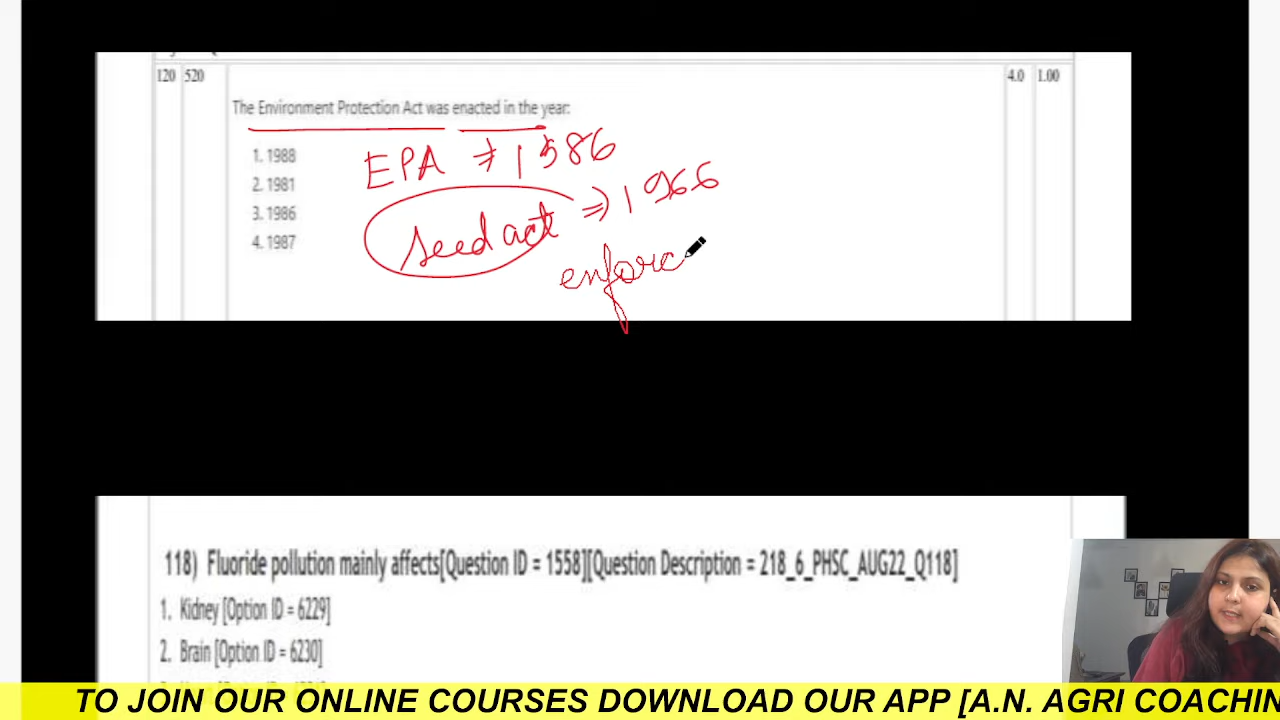 120 520 4.0 1.00
The Environment Protection Act was enacted in the year:
1. 1988
2. 1981
3. 1986
4. 1987
EPA ⇒ 1986
seed act ⇒ 1966
enforc
118) Fluoride pollution mainly affects[Question ID = 1558][Question Description = 218_6_PHSC_AUG22_Q118]
1. Kidney [Option ID = 6229]
2. Brain [Option ID = 6230]
TO JOIN OUR ONLINE COURSES DOWNLOAD OUR APP [A.N. AGRI COACHIN